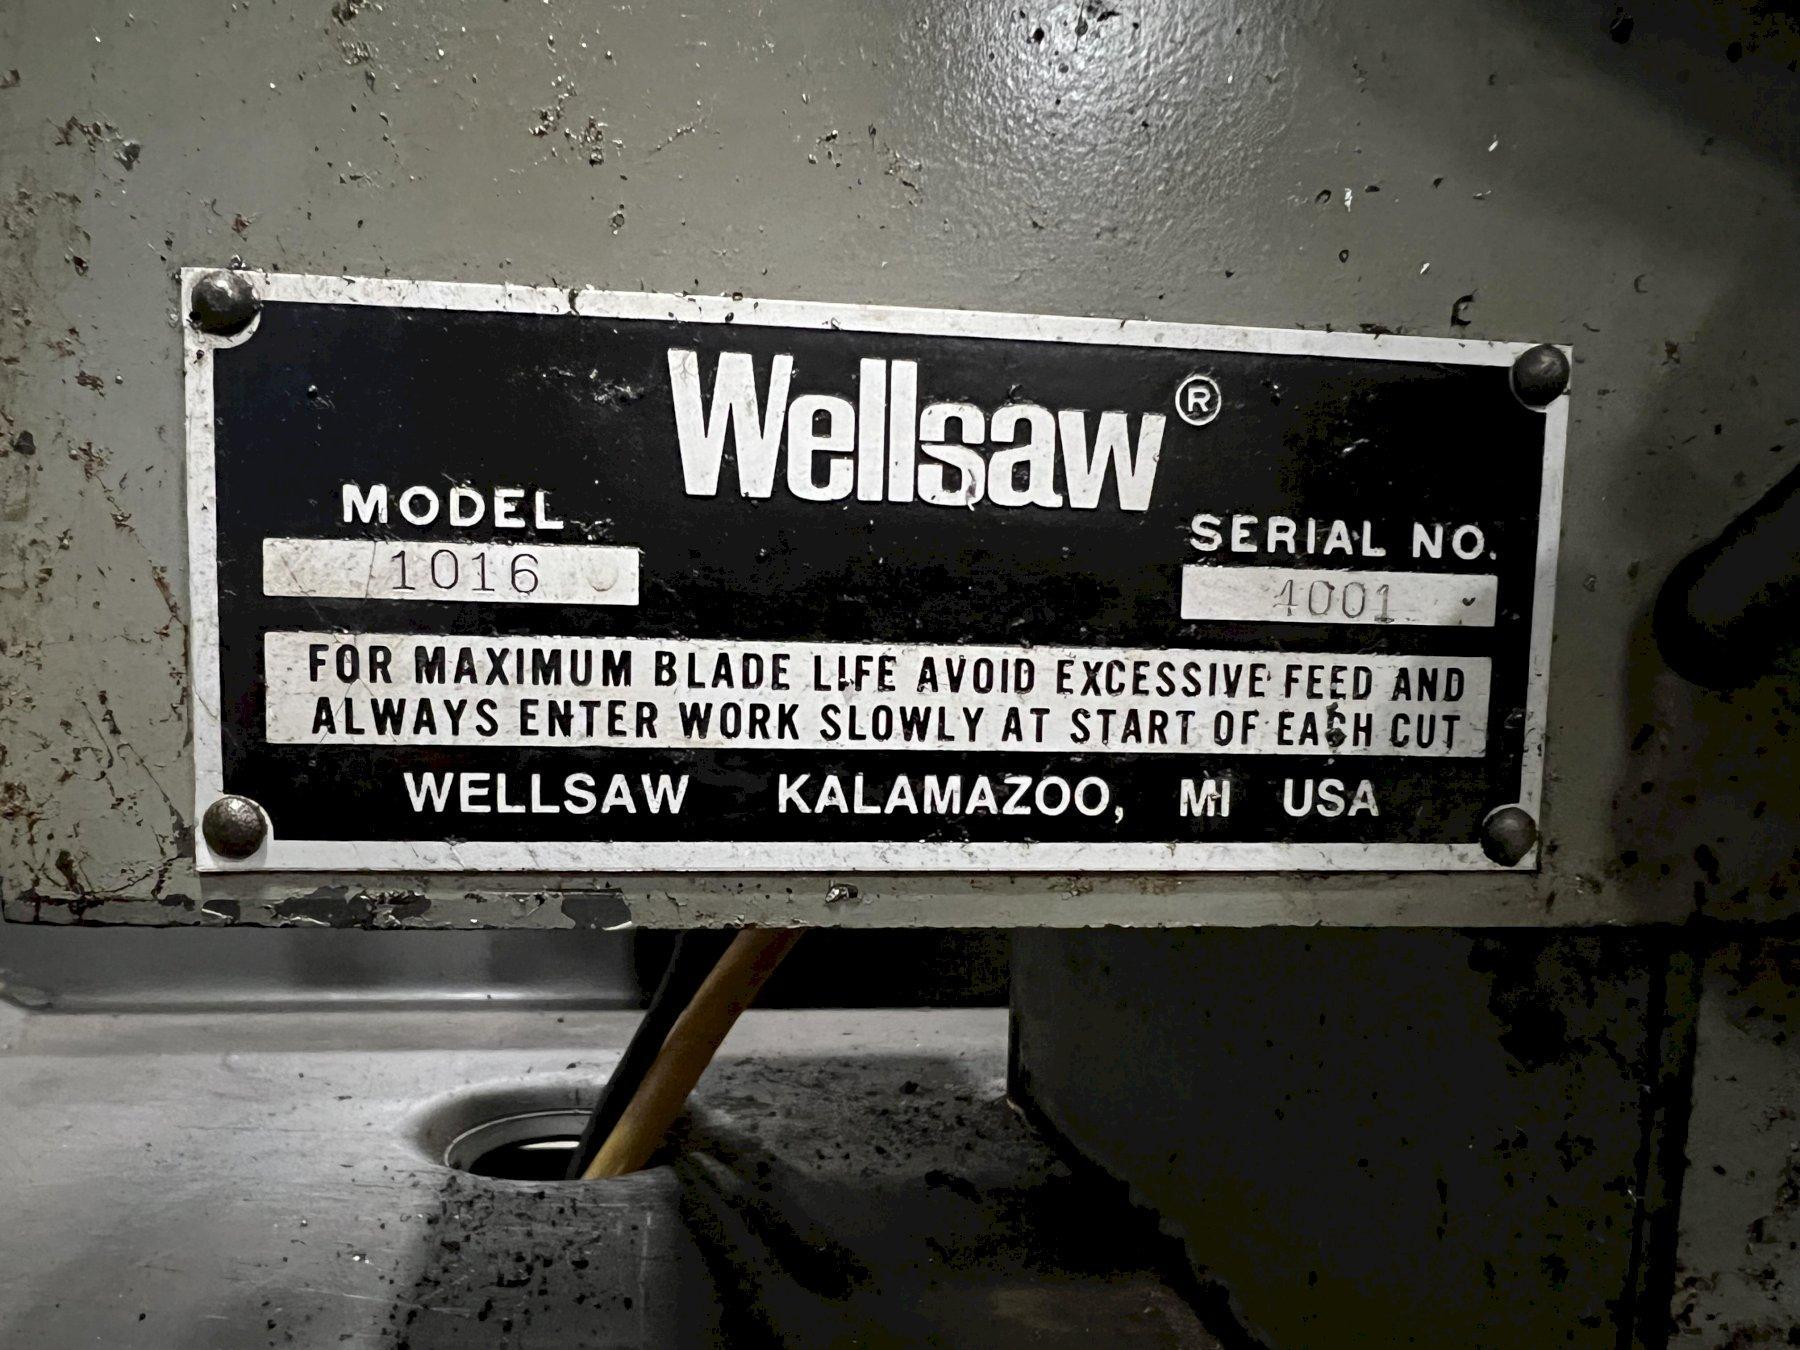 Wellsaw®
MODEL
SERIAL NO.
1016
4001
FOR MAXIMUM BLADE LIFE AVOID EXCESSIVE FEED AND
ALWAYS ENTER WORK SLOWLY AT START OF EACH CUT
WELLSAW KALAMAZOO, MI USA